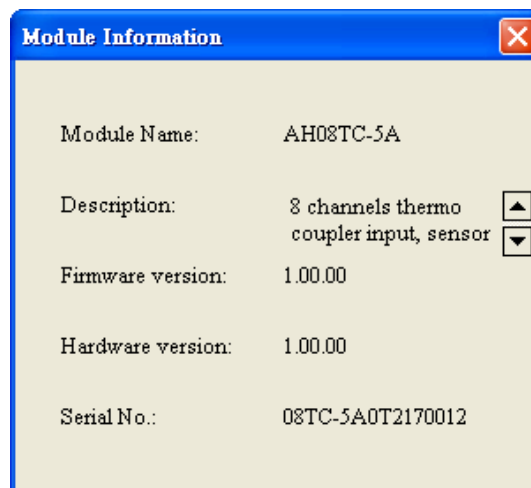 Module Information
Module Name: AH08TC-5A
Description: 8 channels thermo
coupler input, sensor
Firmware version: 1.00.00
Hardware version: 1.00.00
Serial No.: 08TC-5A0T2170012